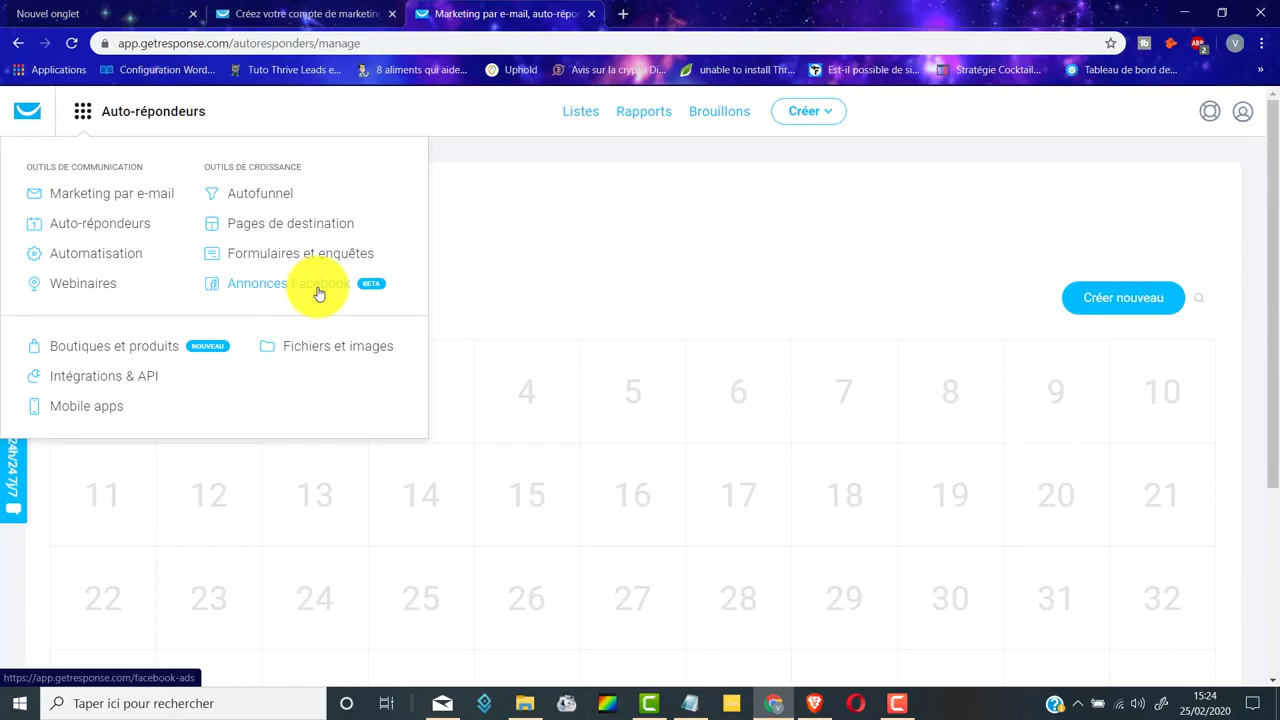 Nouvel onglet
Créez votre compte de marketing
Marketing par e-mail, auto-répo
app.getresponse.com/autoresponders/manage
Applications
Configuration Word...
Tuto Thrive Leads e...
8 aliments qui aide...
Uphold
Avis sur la crypto Di...
unable to install Thr...
Est-il possible de si...
Stratégie Cocktail...
Tableau de bord de...
Auto-répondeurs
Listes
Rapports
Brouillons
Créer
OUTILS DE COMMUNICATION
OUTILS DE CROISSANCE
Marketing par e-mail
Autofunnel
Auto-répondeurs
Pages de destination
Automatisation
Formulaires et enquêtes
Webinaires
Annonces Facebook BETA
Boutiques et produits NOUVEAU
Fichiers et images
Intégrations & API
Mobile apps
Créer nouveau
4 5 6 7 8 9 10
11 12 13 14 15 16 17 18 19 20 21
22 23 24 25 26 27 28 29 30 31 32
24h/24 7j/7
https://app.getresponse.com/facebook-ads
Taper ici pour rechercher
15:24
25/02/2020